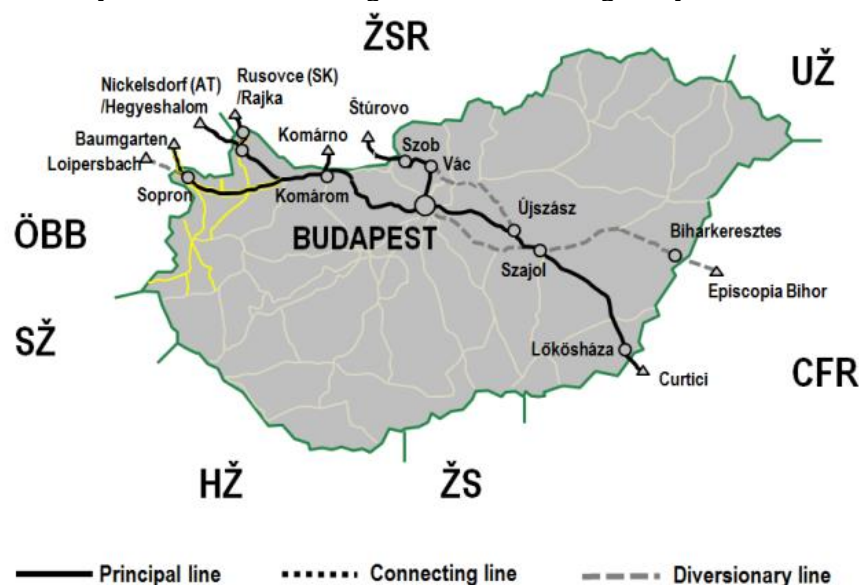 ŽSR
UŽ
Nickelsdorf (AT)
/Hegyeshalom
Rusovce (SK)
/Rajka
Štúrovo
Komárno
Baumgarten
Szob
Loipersbach
Vác
Sopron
Komárom
Újszász
ÖBB
BUDAPEST
Biharkeresztes
Szajol
Episcopia Bihor
SŽ
Lőkösháza
CFR
Curtici
HŽ
ŽS
Principal line
Connecting line
Diversionary line